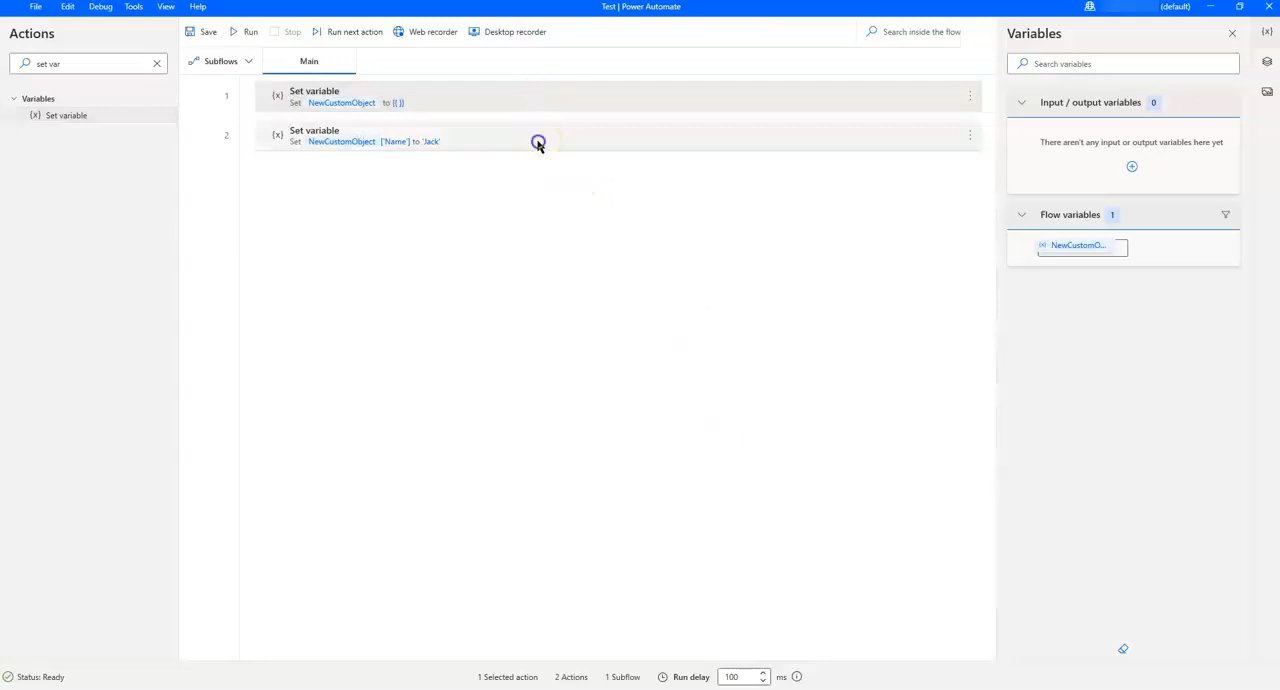 File Edit Debug Tools View Help Test | Power Automate (default)
Actions
set var
Variables
{x} Set variable
Save Run Stop Run next action Web recorder Desktop recorder Search inside the flow
Subflows Main
1 {x} Set variable
Set NewCustomObject to {{ }}
2 {x} Set variable
Set NewCustomObject ['Name'] to 'Jack'
Variables {x}
Search variables
Input / output variables 0
There aren't any input or output variables here yet
Flow variables 1
{x} NewCustomO...
Status: Ready 1 Selected action 2 Actions 1 Subflow Run delay 100 ms